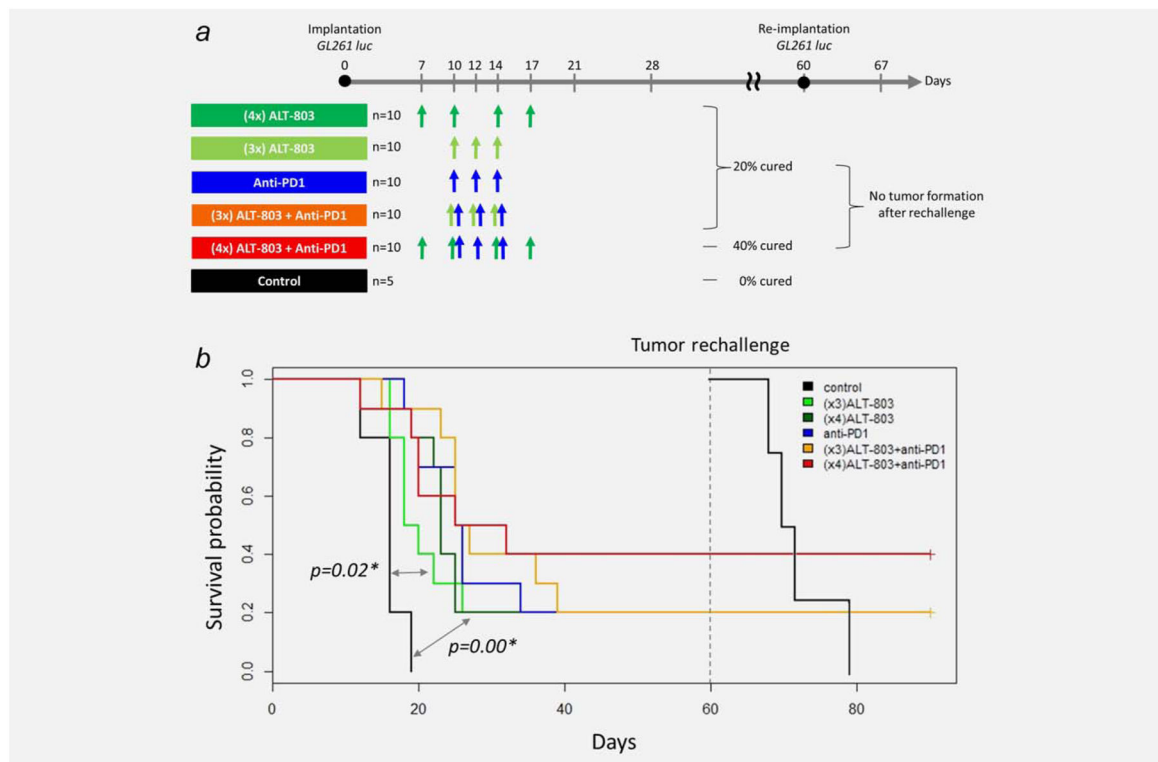 a
Implantation
GL261 luc
Re-implantation
GL261 luc
0 7 10 12 14 17 21 28 60 67 Days
(4x) ALT-803 n=10
(3x) ALT-803 n=10
Anti-PD1 n=10
(3x) ALT-803 + Anti-PD1 n=10
(4x) ALT-803 + Anti-PD1 n=10
Control n=5
20% cured
40% cured
0% cured
No tumor formation
after rechallenge
b
Tumor rechallenge
Survival probability
1.0
0.8
0.6
0.4
0.2
0.0
control
(x3)ALT-803
(x4)ALT-803
anti-PD1
(x3)ALT-803+anti-PD1
(x4)ALT-803+anti-PD1
p=0.02*
p=0.00*
0 20 40 60 80
Days